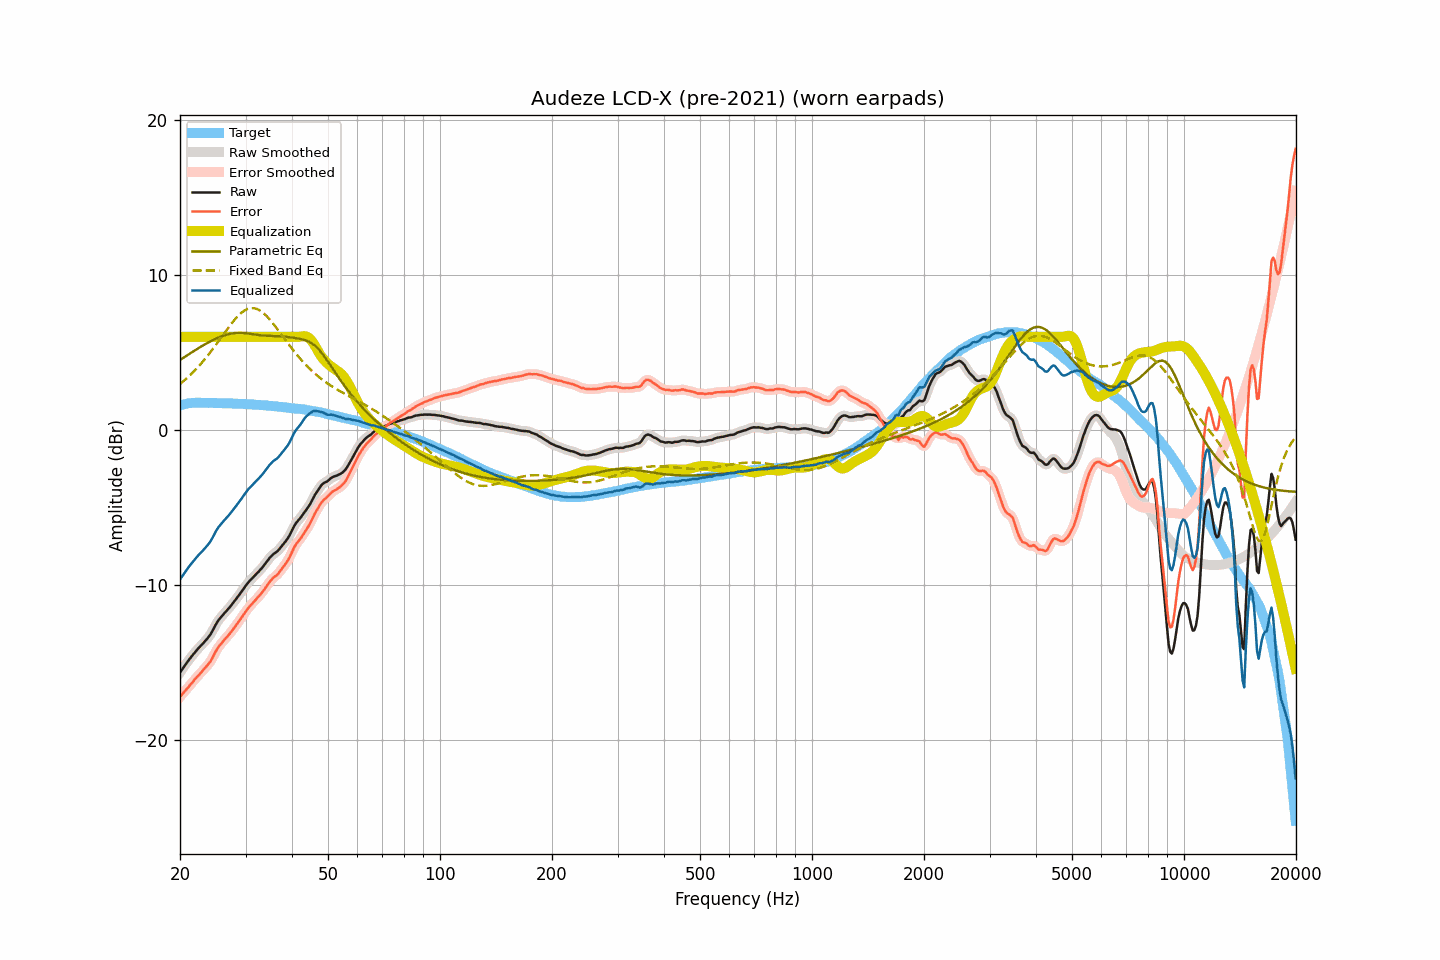 Audeze LCD-X (pre-2021) (worn earpads)
20
10
0
−10
−20
Amplitude (dBr)
Target
Raw Smoothed
Error Smoothed
Raw
Error
Equalization
Parametric Eq
Fixed Band Eq
Equalized
20 50 100 200 500 1000 2000 5000 10000 20000
Frequency (Hz)